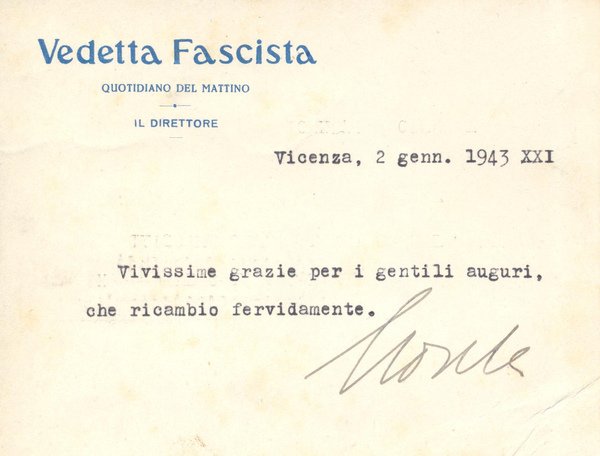 Vedetta Fascista
QUOTIDIANO DEL MATTINO
IL DIRETTORE
Vicenza, 2 genn. 1943 XXI
Vivissime grazie per i gentili auguri,
che ricambio fervidamente.